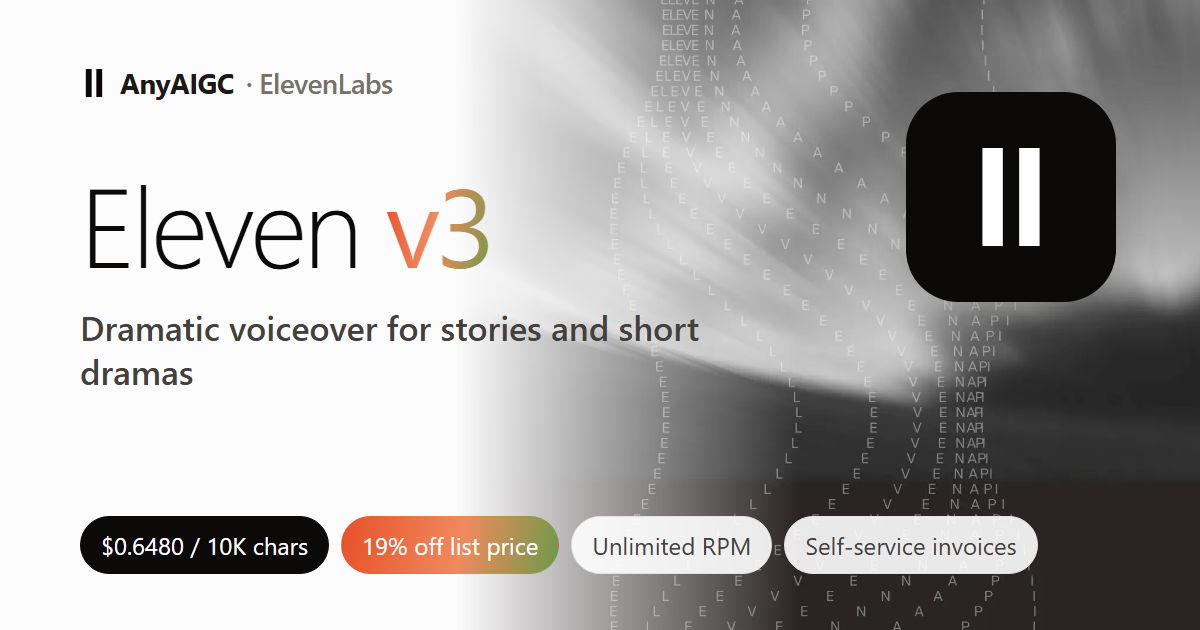 AnyAIGC · ElevenLabs
Eleven v3
Dramatic voiceover for stories and short
dramas
$0.6480 / 10K chars
19% off list price
Unlimited RPM
Self-service invoices